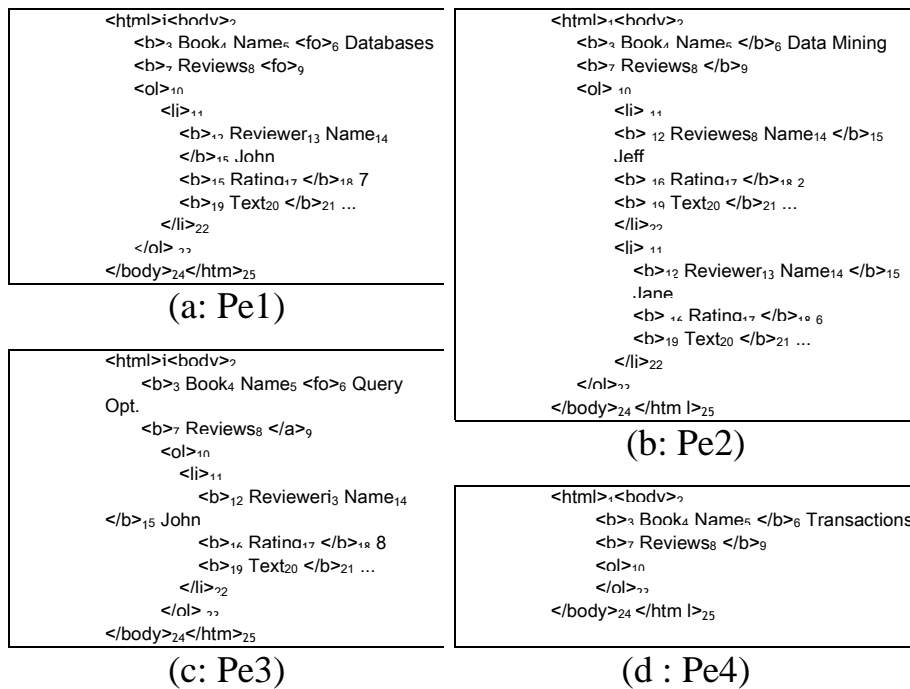 <html>i<body>₂
<b>₃ Book₄ Name₅ <fo>₆ Databases
<b>₇ Reviews₈ <fo>₉
<ol>₁₀
<li>₁₁
<b>₁₂ Reviewer₁₃ Name₁₄
</b>₁₅ John
<b>₁₅ Rating₁₇ </b>₁₈ 7
<b>₁₉ Text₂₀ </b>₂₁ ...
</li>₂₂
</ol> ₂₃
</body>₂₄</htm>₂₅
(a: Pe1)
<html>₁<body>₂
<b>₃ Book₄ Name₅ </b>₆ Data Mining
<b>₇ Reviews₈ </b>₉
<ol> ₁₀
<li> ₁₁
<b> ₁₂ Reviewes₈ Name₁₄ </b>₁₅
Jeff
<b> ₁₆ Rating₁₇ </b>₁₈ ₂
<b> ₁₉ Text₂₀ </b>₂₁ ...
</li>₂₂
<li> ₁₁
<b>₁₂ Reviewer₁₃ Name₁₄ </b>₁₅
Jane
<b> ₁₆ Rating₁₇ </b>₁₈ ₆
<b>₁₉ Text₂₀ </b>₂₁ ...
</li>₂₂
</ol>₂₃
</body>₂₄ </htm l>₂₅
(b: Pe2)
<html>i<body>₂
<b>₃ Book₄ Name₅ <fo>₆ Query
Opt.
<b>₇ Reviews₈ </a>₉
<ol>₁₀
<li>₁₁
<b>₁₂ Revieweri₃ Name₁₄
</b>₁₅ John
<b>₁₆ Rating₁₇ </b>₁₈ 8
<b>₁₉ Text₂₀ </b>₂₁ ...
</li>₂₂
</ol> ₂₃
</body>₂₄</htm>₂₅
(c: Pe3)
<html>₁<body>₂
<b>₃ Book₄ Name₅ </b>₆ Transactions
<b>₇ Reviews₈ </b>₉
<ol>₁₀
</ol>₂₃
</body>₂₄ </htm l>₂₅
(d : Pe4)